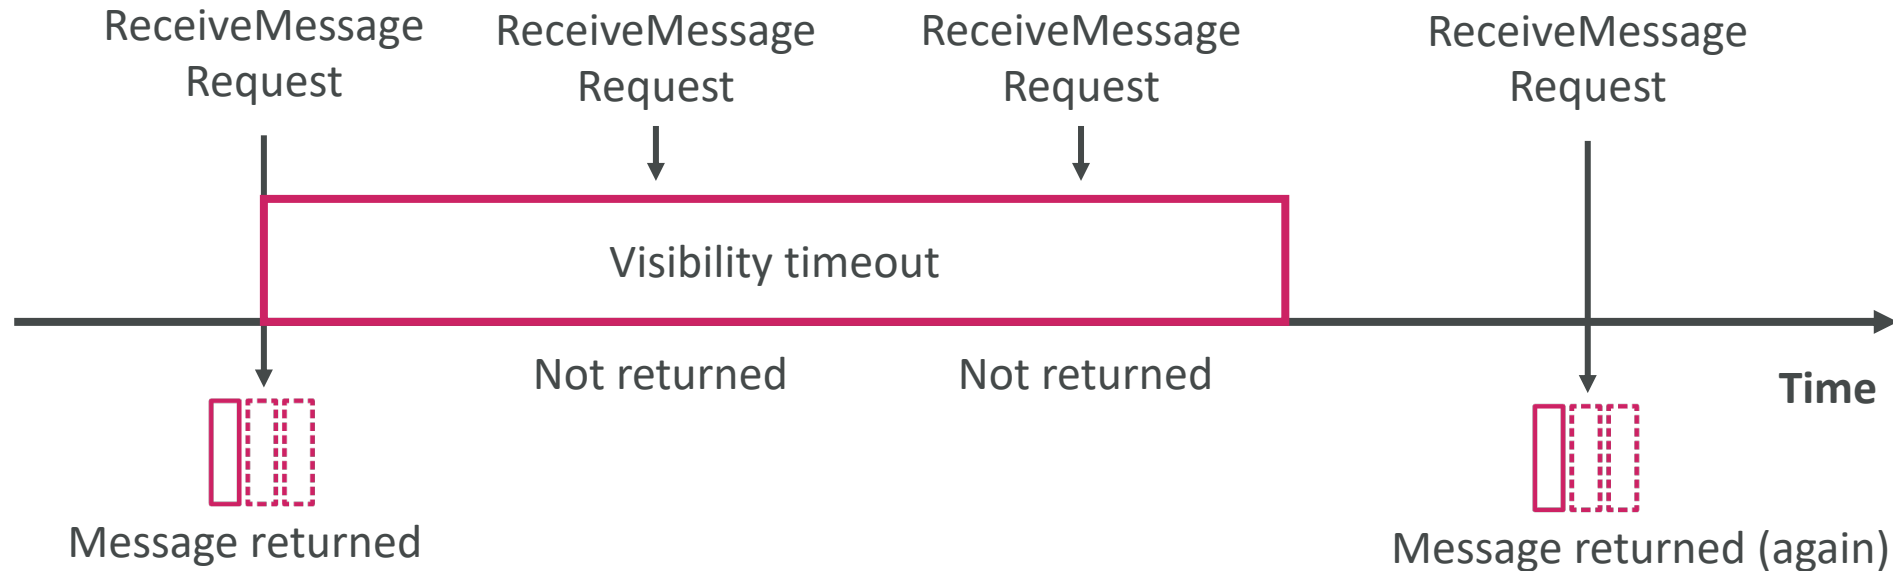 ReceiveMessage
Request
ReceiveMessage
Request
ReceiveMessage
Request
ReceiveMessage
Request
Visibility timeout
Not returned
Not returned
Time
Message returned
Message returned (again)